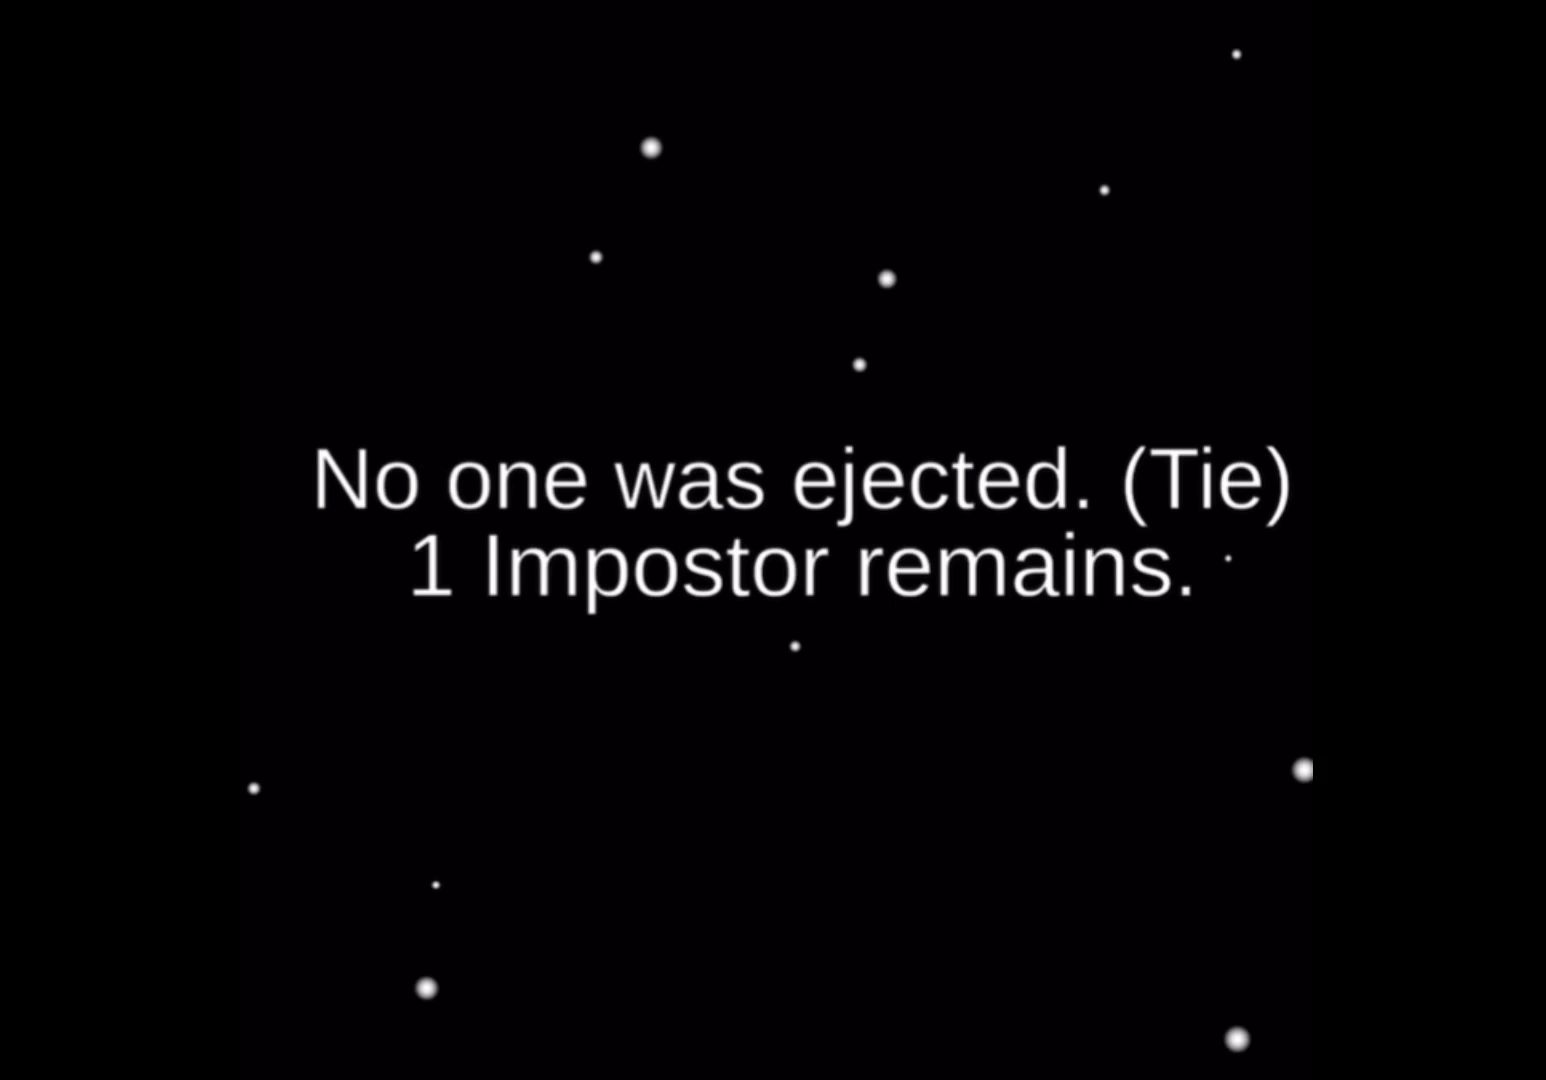 No one was ejected. (Tie)
1 Impostor remains.